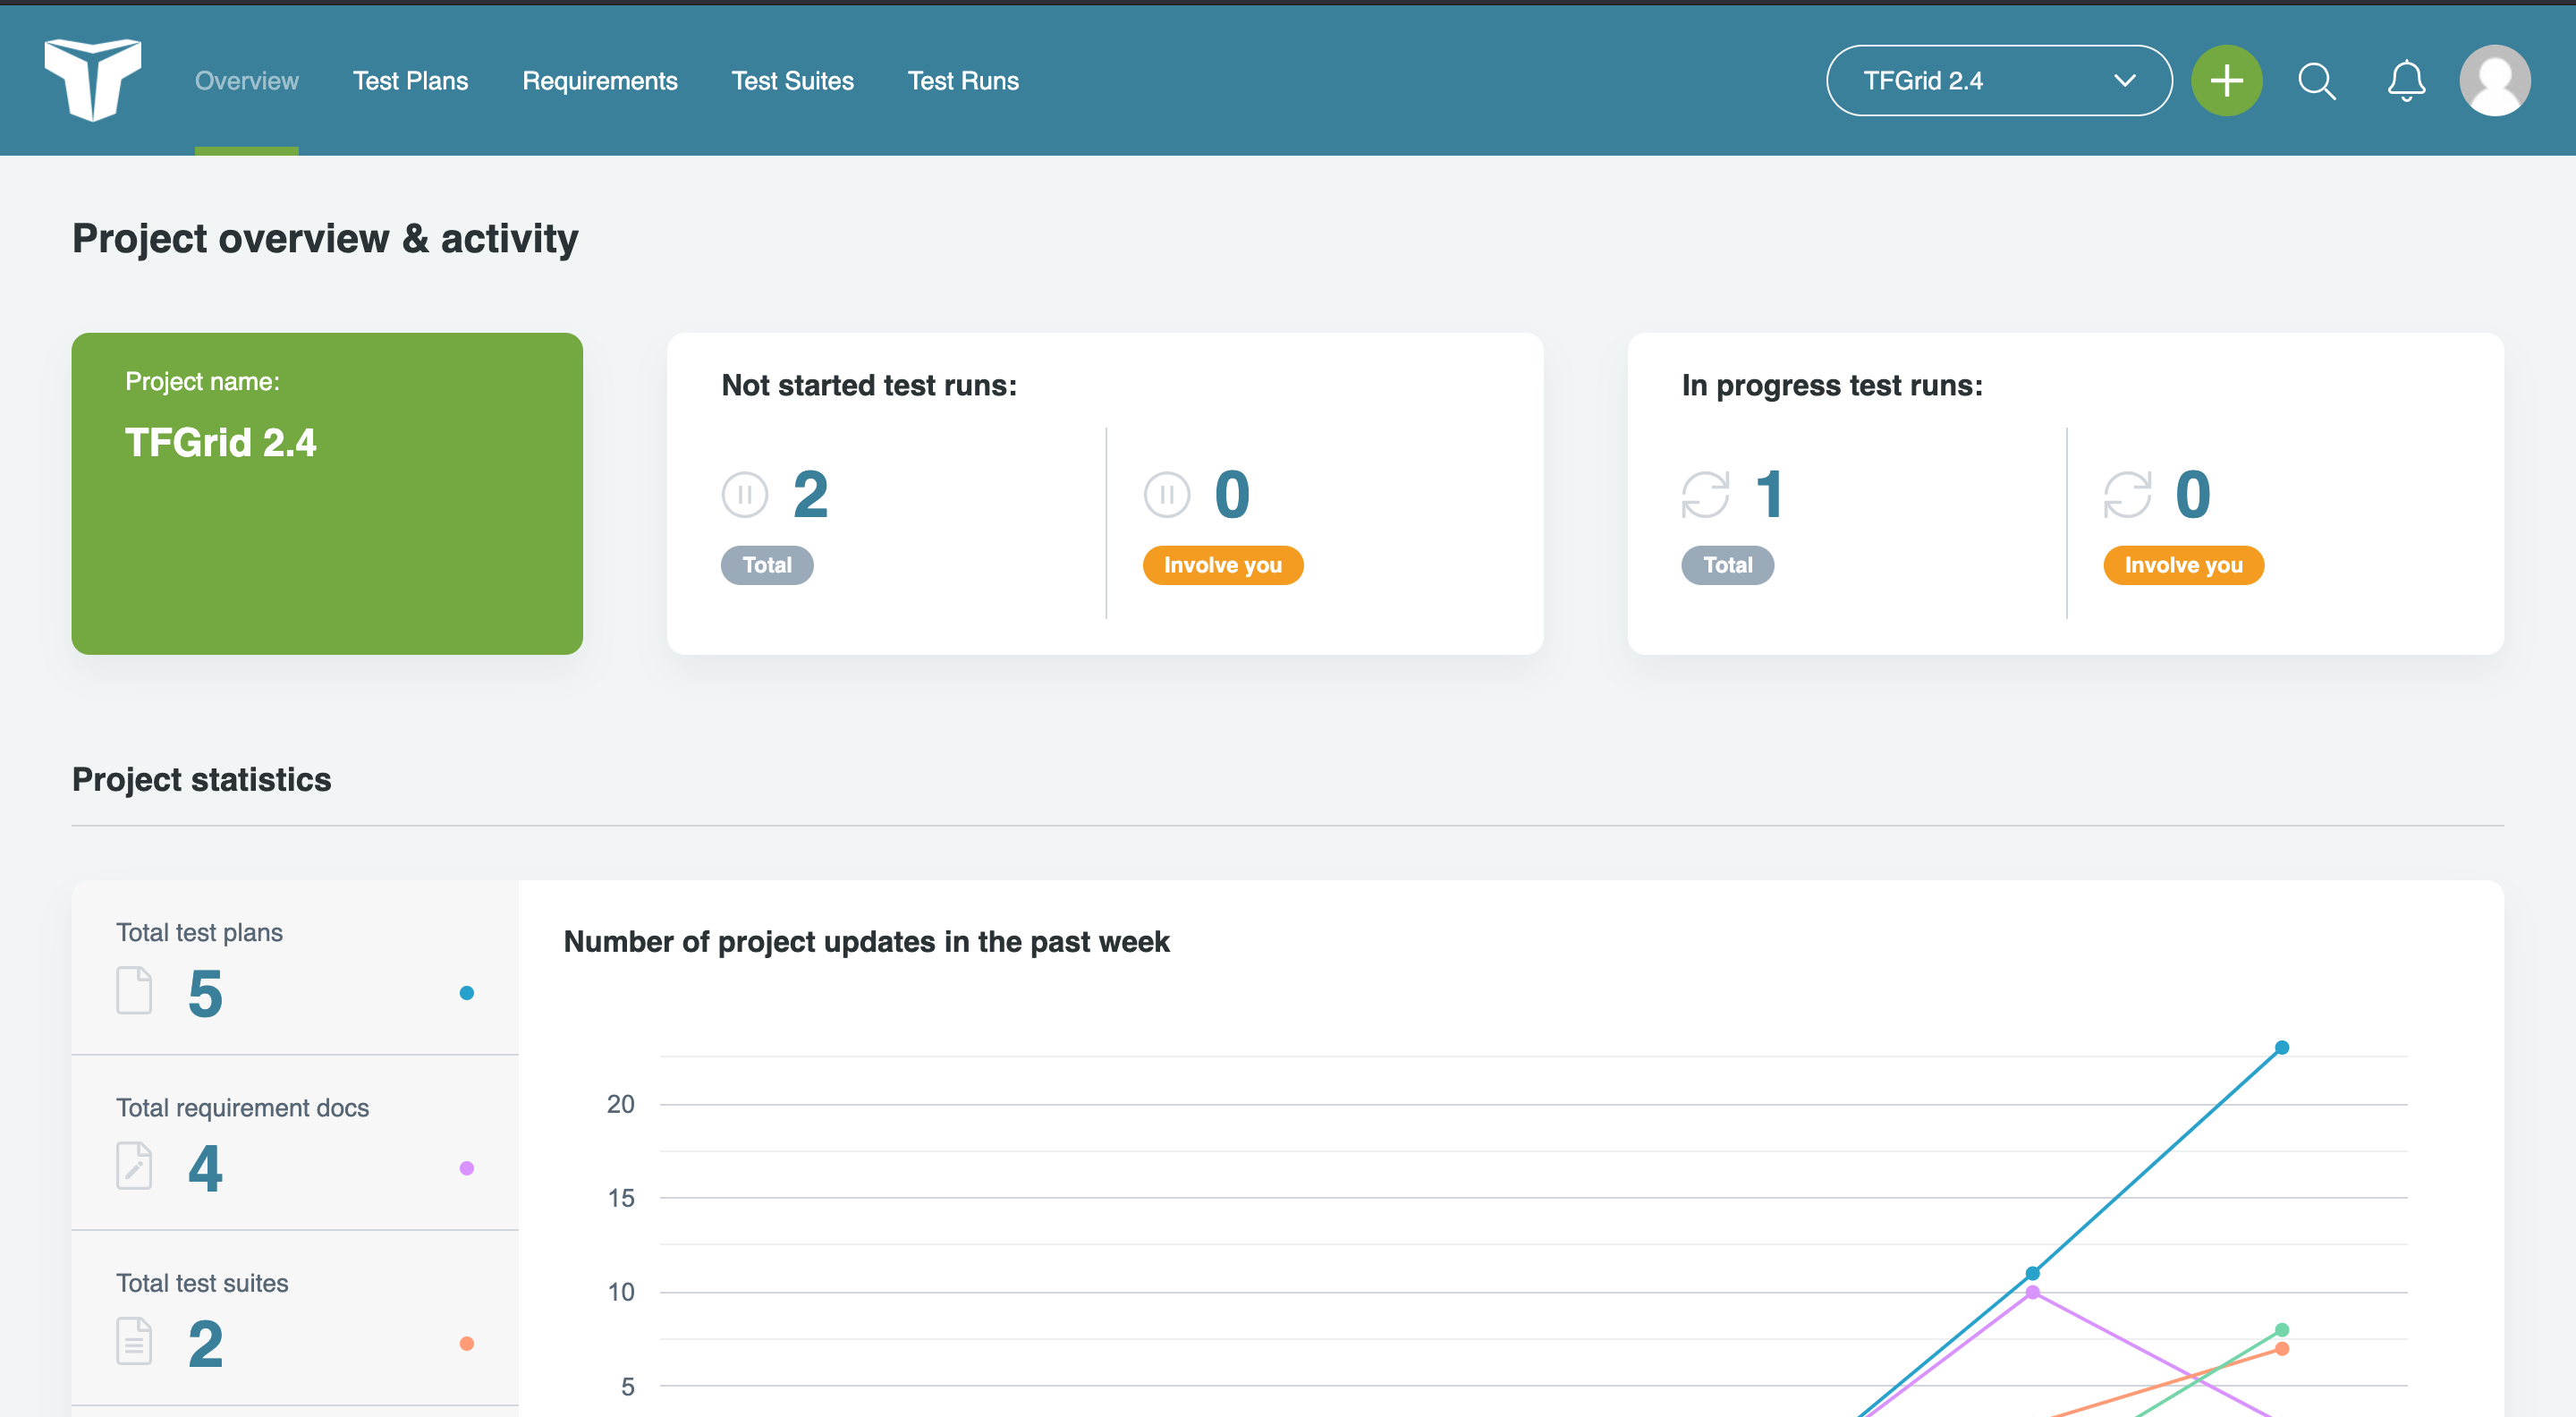 Overview Test Plans Requirements Test Suites Test Runs TFGrid 2.4
Project overview & activity
Project name:
TFGrid 2.4
Not started test runs:
2 0
Total Involve you
In progress test runs:
1 0
Total Involve you
Project statistics
Total test plans
5
Total requirement docs
4
Total test suites
2
Number of project updates in the past week
20
15
10
5